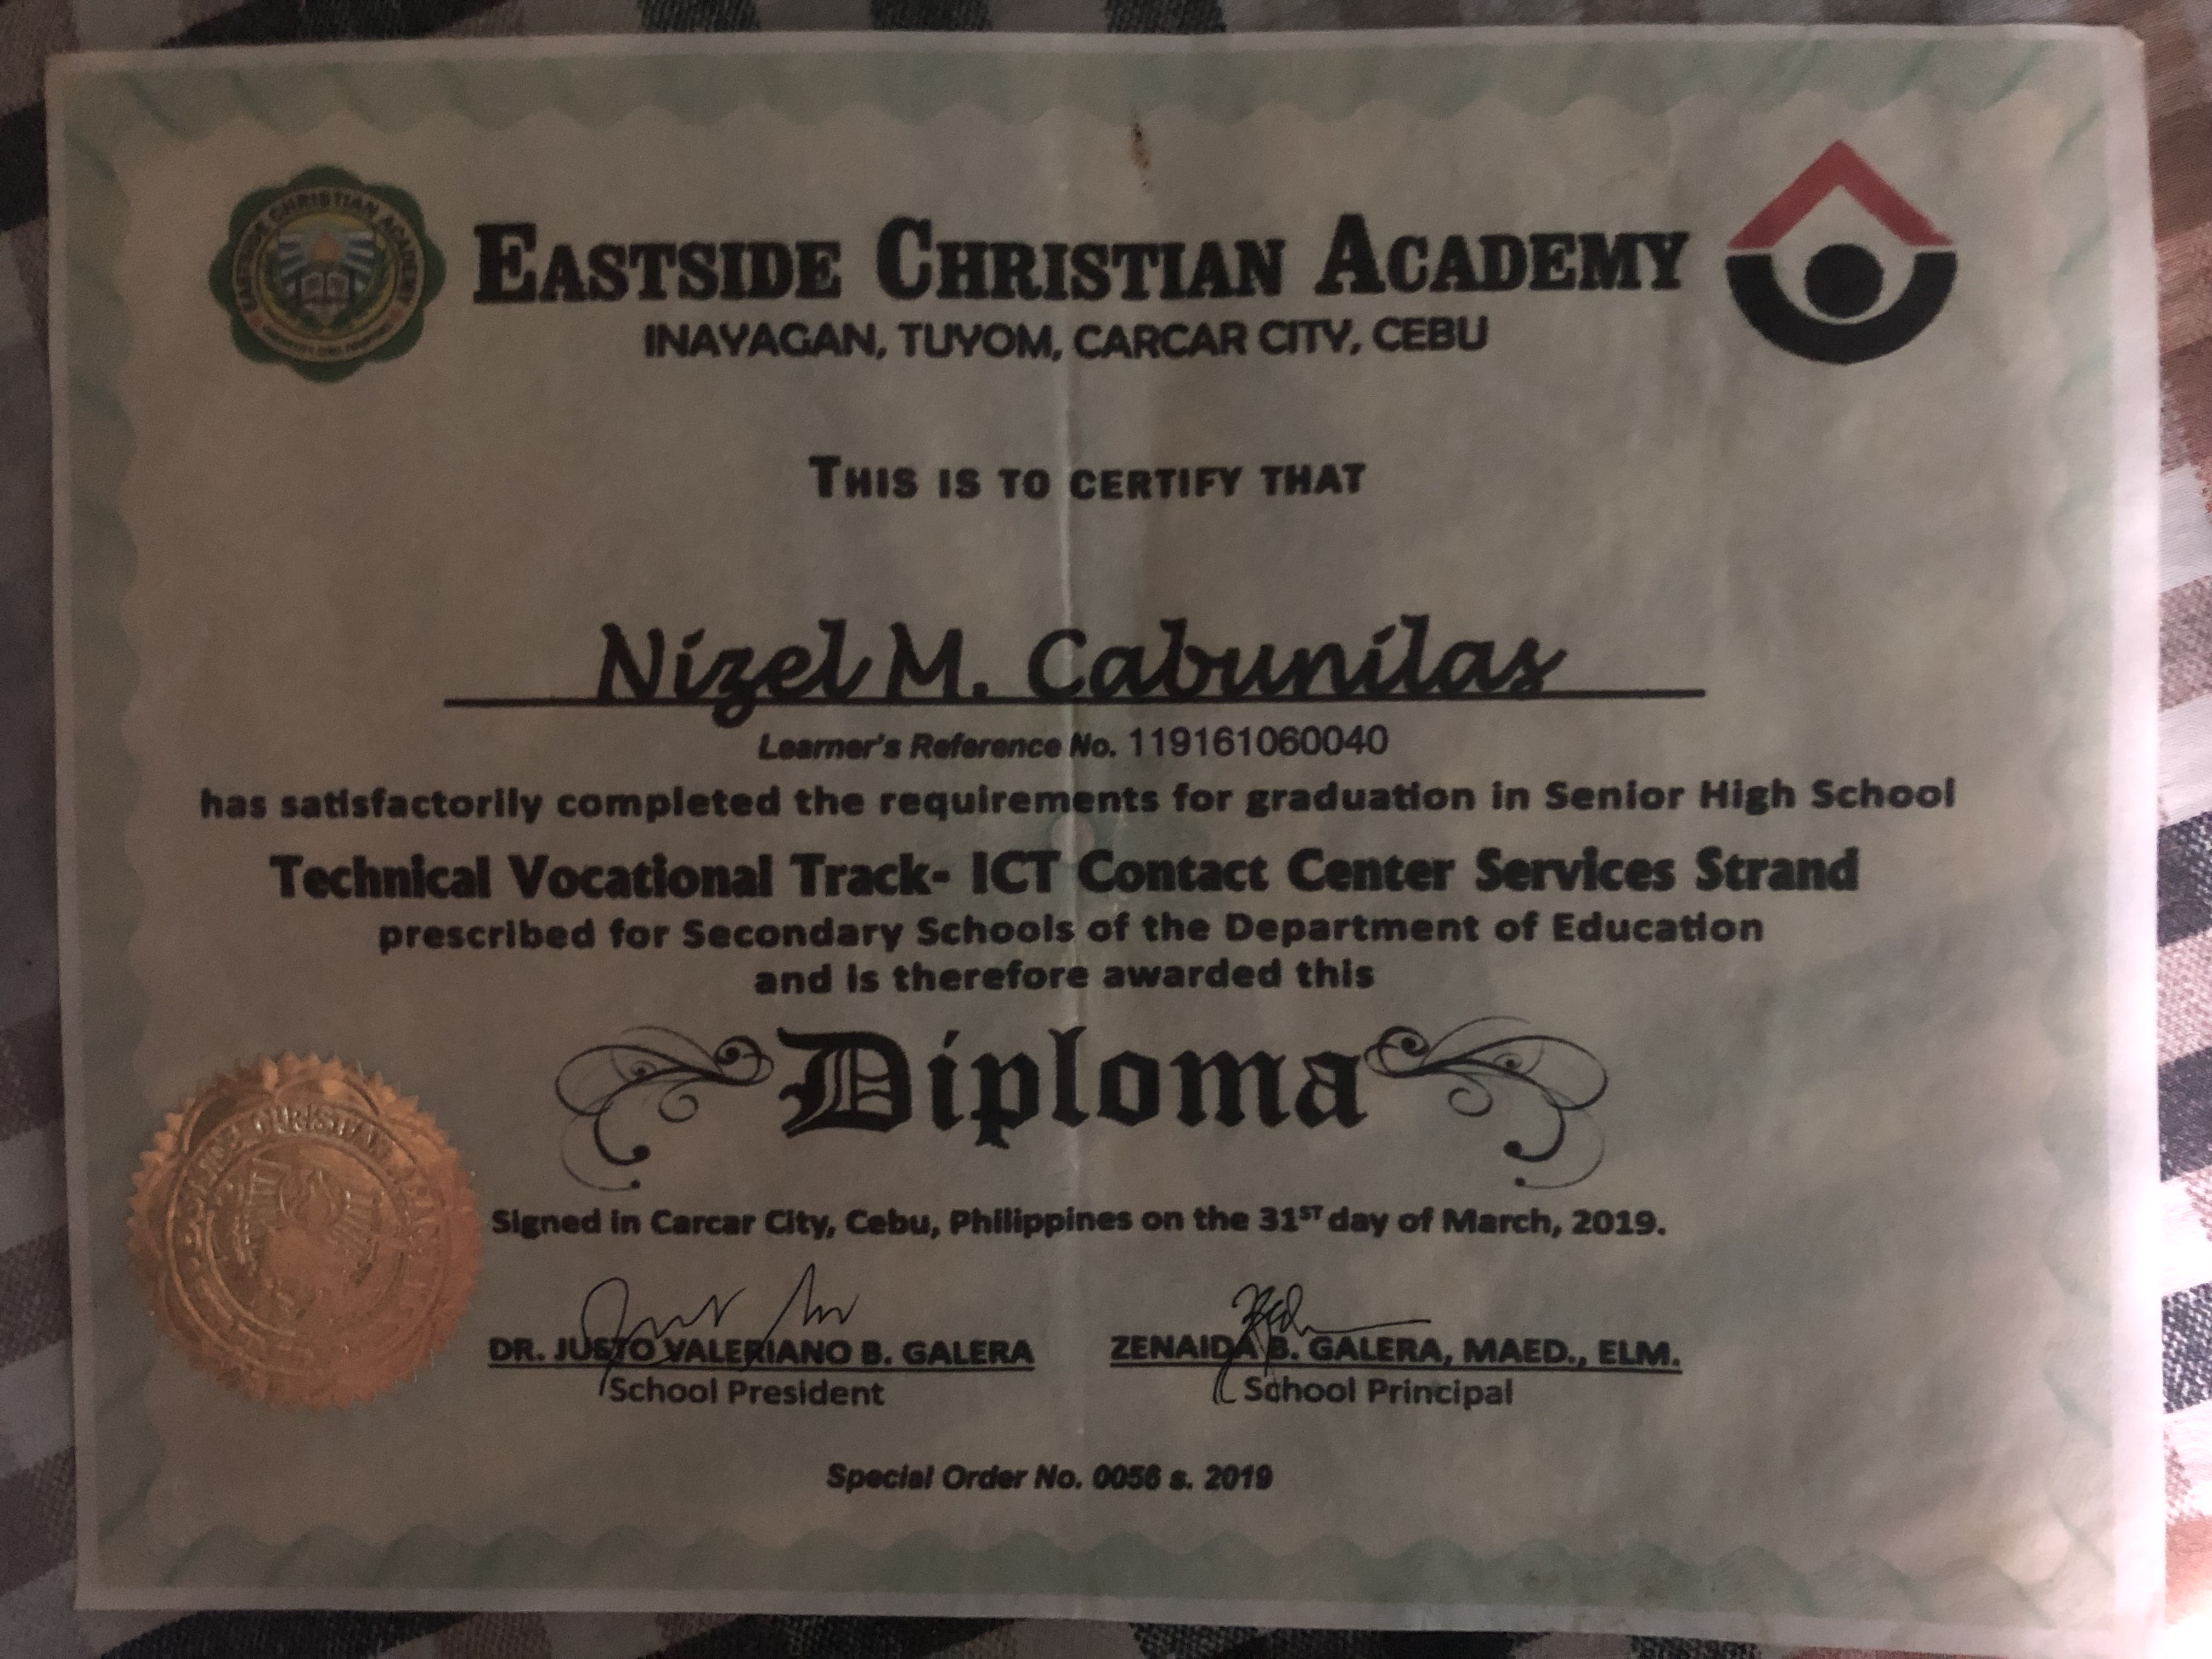 EASTSIDE CHRISTIAN ACADEMY
EASTSIDE CHRISTIAN ACADEMY
INAYAGAN, TUYOM, CARCAR CITY, CEBU
THIS IS TO CERTIFY THAT
Nizel M. Cabunilas
Learner's Reference No. 119161060040
has satisfactorily completed the requirements for graduation in Senior High School
Technical Vocational Track- ICT Contact Center Services Strand
prescribed for Secondary Schools of the Department of Education
and is therefore awarded this
Diploma
CHRISTIAN
Signed in Carcar City, Cebu, Philippines on the 31ST day of March, 2019.
DR. JUSTO VALERIANO B. GALERA
ZENAIDA B. GALERA, MAED., ELM.
School President
School Principal
Special Order No. 0056 s. 2019